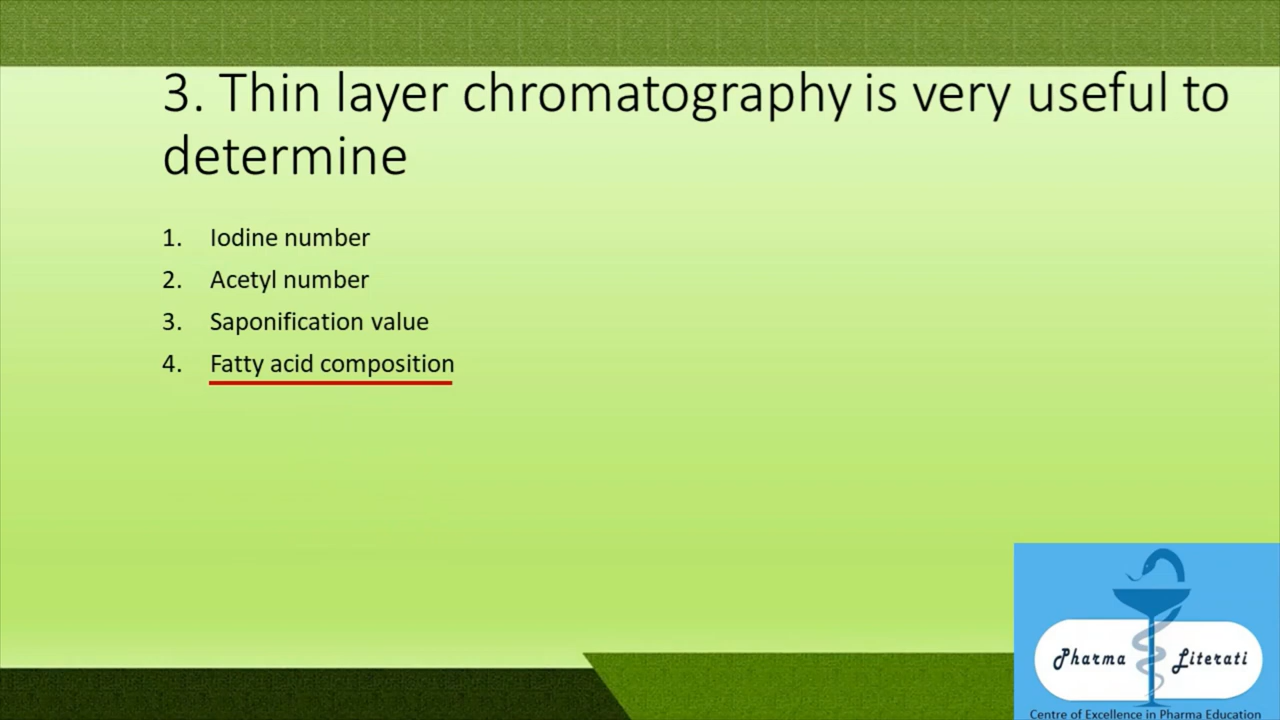 3. Thin layer chromatography is very useful to
determine
1. Iodine number
2. Acetyl number
3. Saponification value
4. Fatty acid composition
Pharma Literati
Centre of Excellence in Pharma Education